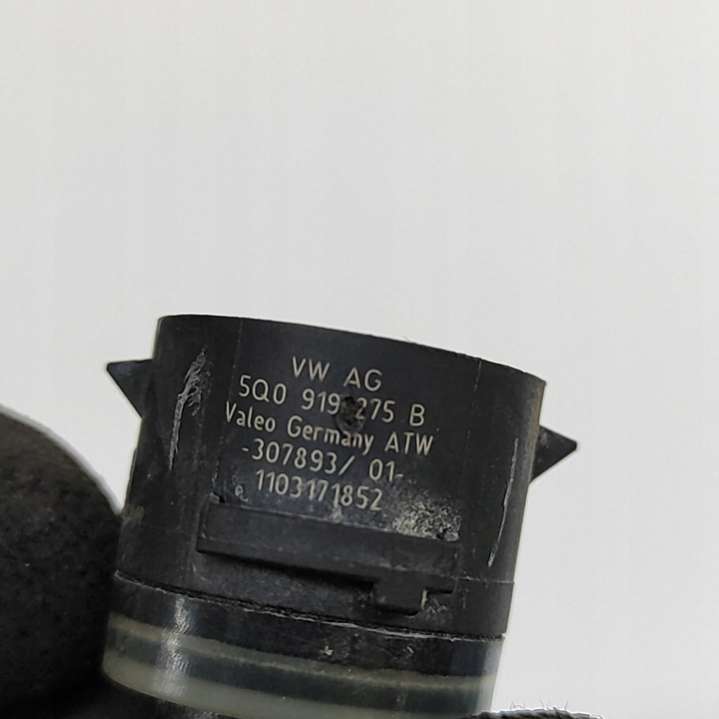 VW AG
5Q0 919 275 B
Valeo Germany ATW
-307893/ 01-
1103171852